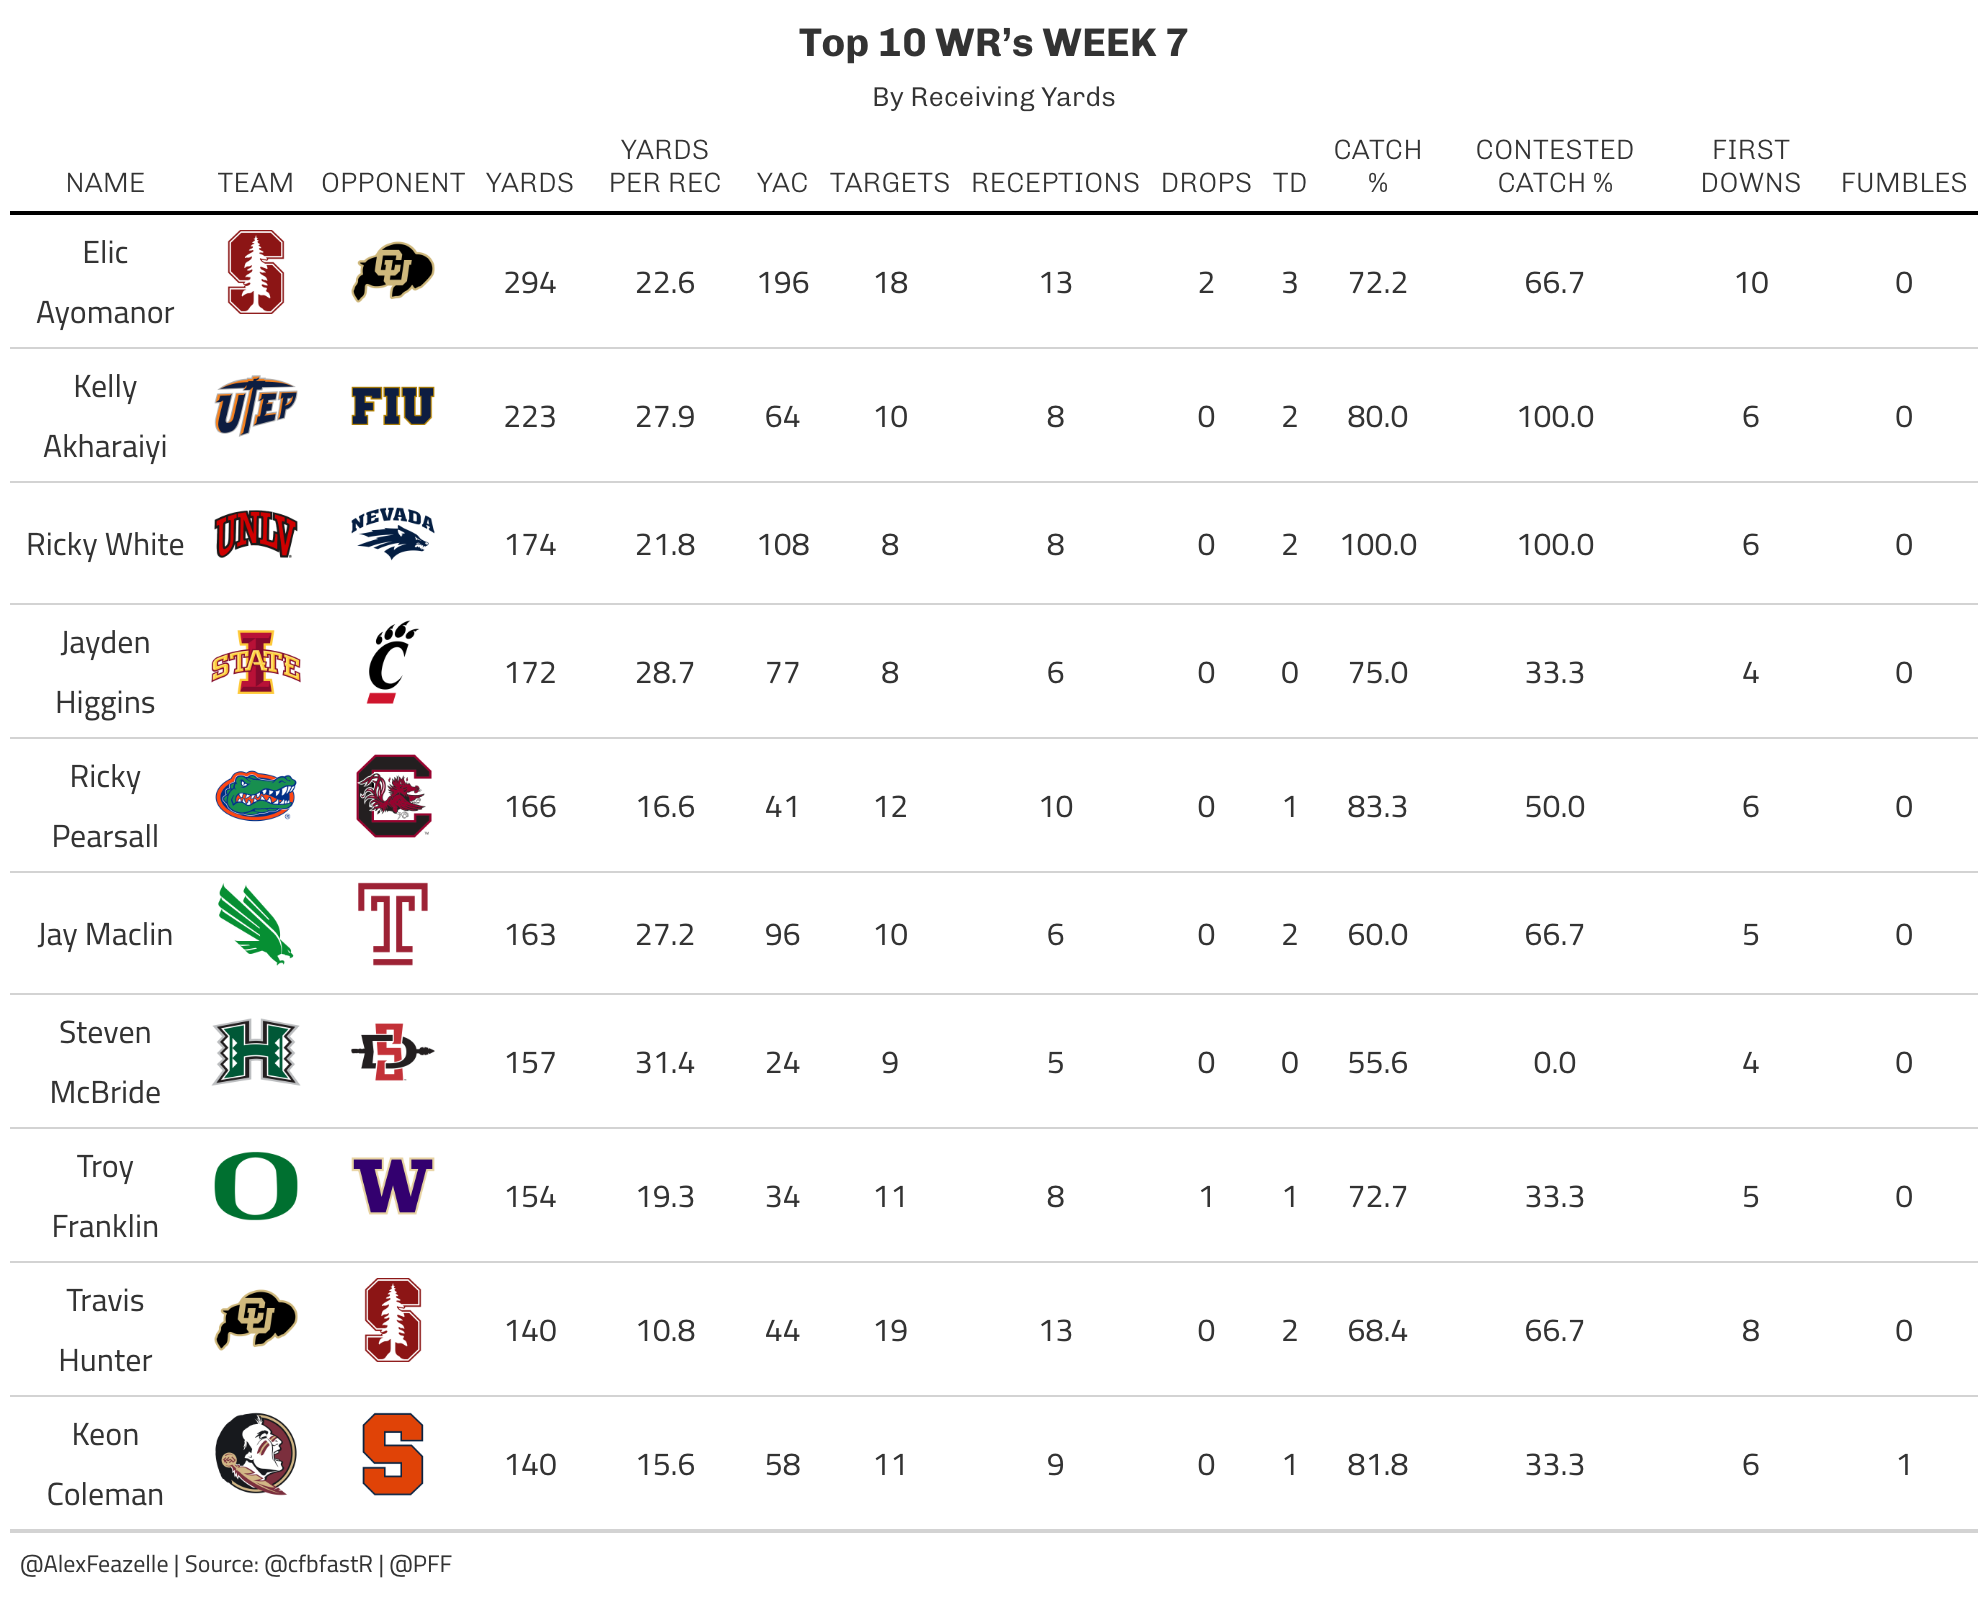 Top 10 WR’s WEEK 7
By Receiving Yards
NAME TEAM OPPONENT YARDS YARDS PER REC YAC TARGETS RECEPTIONS DROPS TD CATCH % CONTESTED CATCH % FIRST DOWNS FUMBLES
Elic Ayomanor S CU 294 22.6 196 18 13 2 3 72.2 66.7 10 0
Kelly Akharaiyi UTEP FIU 223 27.9 64 10 8 0 2 80.0 100.0 6 0
Ricky White UNLV NEVADA 174 21.8 108 8 8 0 2 100.0 100.0 6 0
Jayden Higgins I STATE C 172 28.7 77 8 6 0 0 75.0 33.3 4 0
Ricky Pearsall C 166 16.6 41 12 10 0 1 83.3 50.0 6 0
Jay Maclin T 163 27.2 96 10 6 0 2 60.0 66.7 5 0
Steven McBride H SD 157 31.4 24 9 5 0 0 55.6 0.0 4 0
Troy Franklin O W 154 19.3 34 11 8 1 1 72.7 33.3 5 0
Travis Hunter CU S 140 10.8 44 19 13 0 2 68.4 66.7 8 0
Keon Coleman S 140 15.6 58 11 9 0 1 81.8 33.3 6 1
@AlexFeazelle | Source: @cfbfastR | @PFF